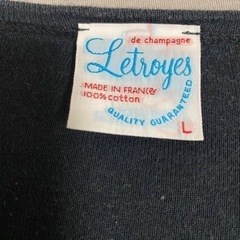 de champagne
Letroyes
MADE IN FRANCE
100% cotton
QUALITY GUARANTEED
L